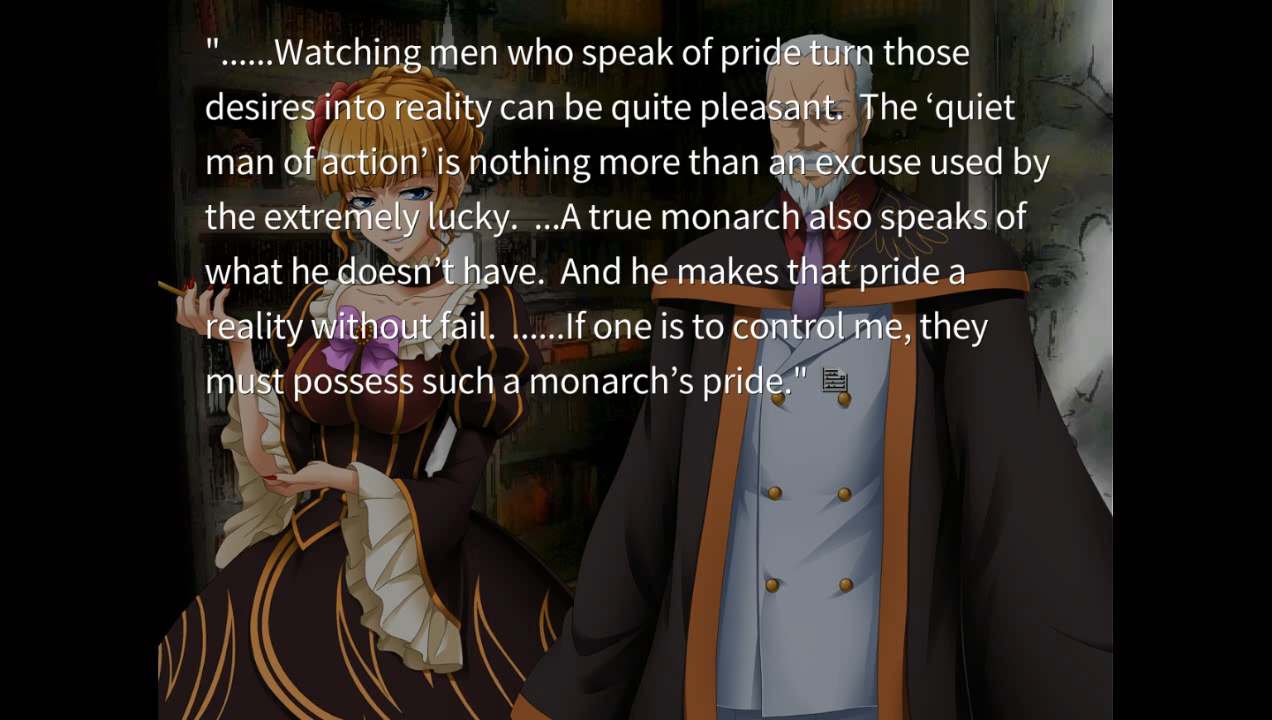 "......Watching men who speak of pride turn those
desires into reality can be quite pleasant.  The ‘quiet
man of action’ is nothing more than an excuse used by
the extremely lucky.  ...A true monarch also speaks of
what he doesn’t have.  And he makes that pride a
reality without fail.  ......If one is to control me, they
must possess such a monarch’s pride."